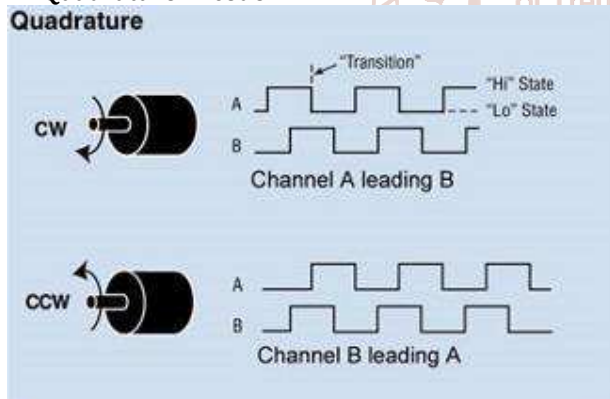 Quadrature
"Transition"
A
"Hi" State
"Lo" State
CW
B
Channel A leading B
A
CCW
B
Channel B leading A